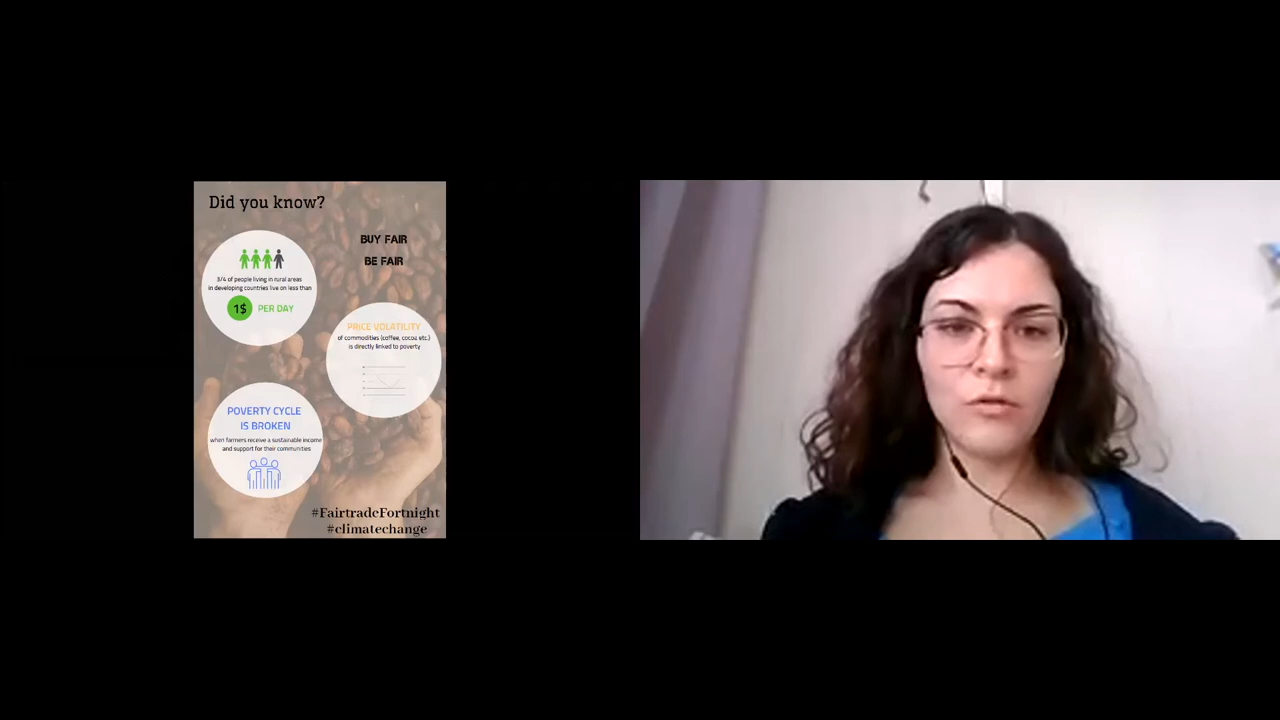 Did you know?
BUY FAIR
BE FAIR
3/4 of people living in rural areas
in developing countries live on less than
1$ PER DAY
PRICE VOLATILITY
of commodities (coffee, cocoa etc.)
is directly linked to poverty
POVERTY CYCLE
IS BROKEN
when farmers receive a sustainable income
and support for their communities
#FairtradeFortnight
#climatechange